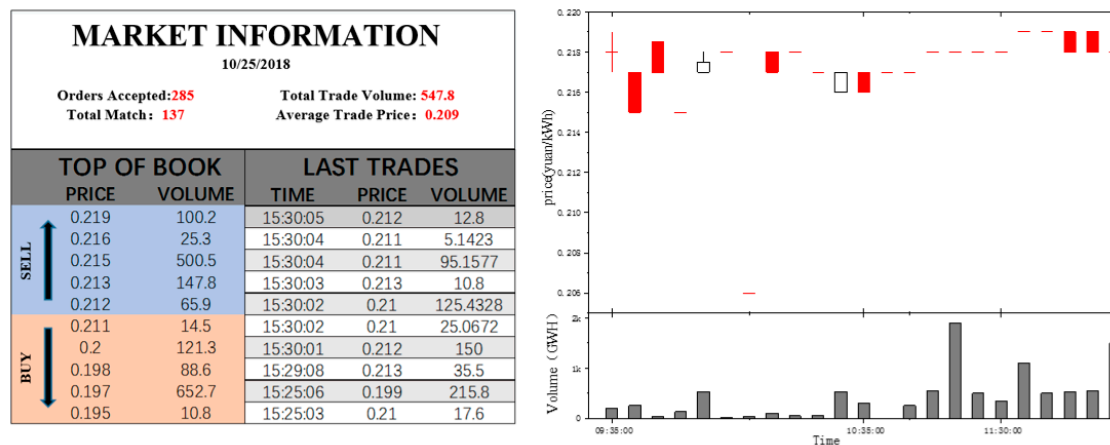 MARKET INFORMATION
10/25/2018
Orders Accepted:285 Total Trade Volume: 547.8
Total Match: 137 Average Trade Price: 0.209
TOP OF BOOK LAST TRADES
PRICE VOLUME TIME PRICE VOLUME
SELL
0.219 100.2 15:30:05 0.212 12.8
0.216 25.3 15:30:04 0.211 5.1423
0.215 500.5 15:30:04 0.211 95.1577
0.213 147.8 15:30:03 0.213 10.8
0.212 65.9 15:30:02 0.21 125.4328
BUY
0.211 14.5 15:30:02 0.21 25.0672
0.2 121.3 15:30:01 0.212 150
0.198 88.6 15:29:08 0.213 35.5
0.197 652.7 15:25:06 0.199 215.8
0.195 10.8 15:25:03 0.21 17.6
price(yuan/kWh)
0.220
0.218
0.216
0.214
0.212
0.210
0.208
0.206
Volume (GWH)
2k
1k
0
09:35:00 10:35:00 11:30:00
Time